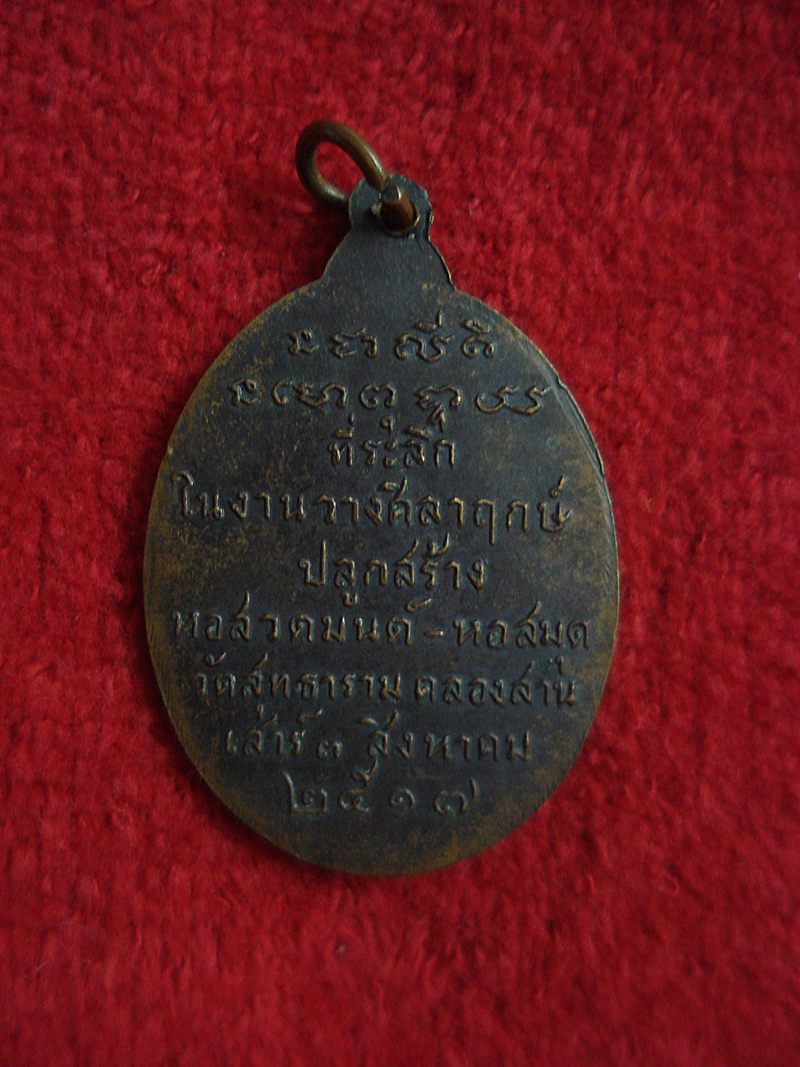 ที่ระลึก
ในงานวางศิลาฤกษ์
ปลูกสร้าง
หอสวดมนต์-หอสมุด
วัดสุทธาราม คลองสาน
เสาร์ ๓ สิงหาคม
๒๕๑๗